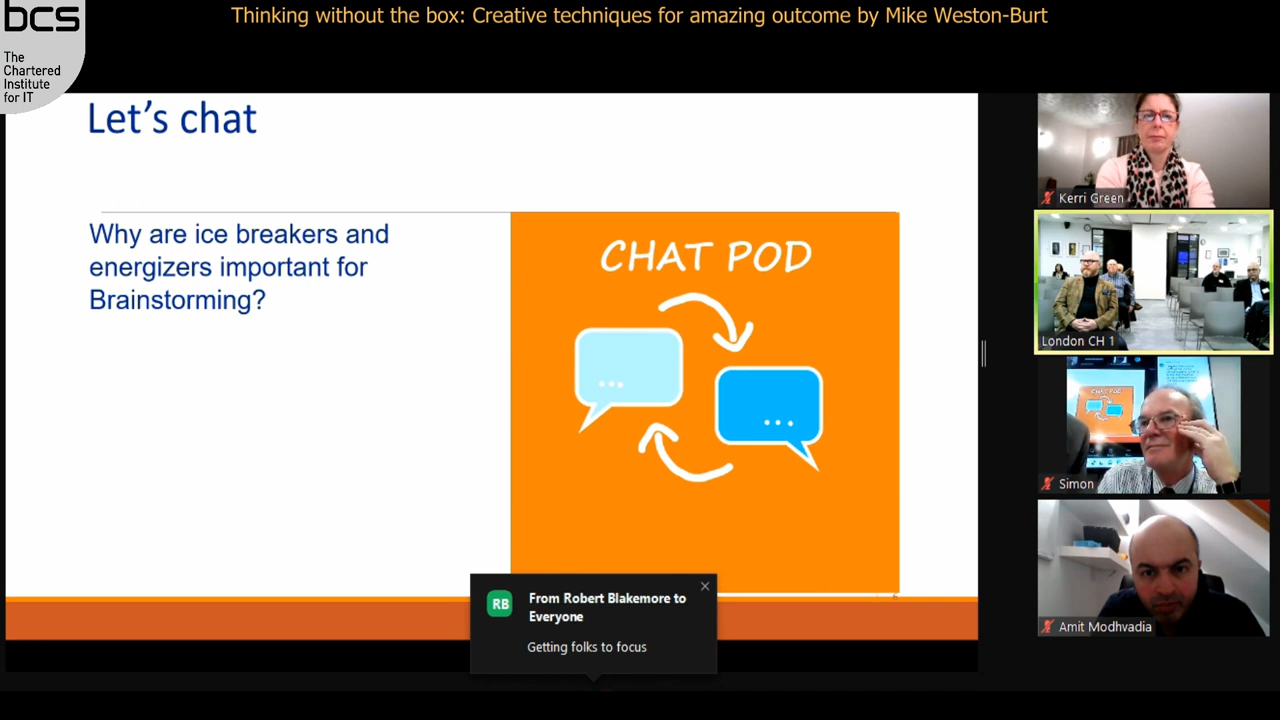 Thinking without the box: Creative techniques for amazing outcome by Mike Weston-Burt
bcs
The
Chartered
Institute
for IT
Let's chat
Why are ice breakers and
energizers important for
Brainstorming?
CHAT POD
RB
From Robert Blakemore to
Everyone
Getting folks to focus
Kerri Green
London CH 1
CHAT POD
Simon
Amit Modhvadia